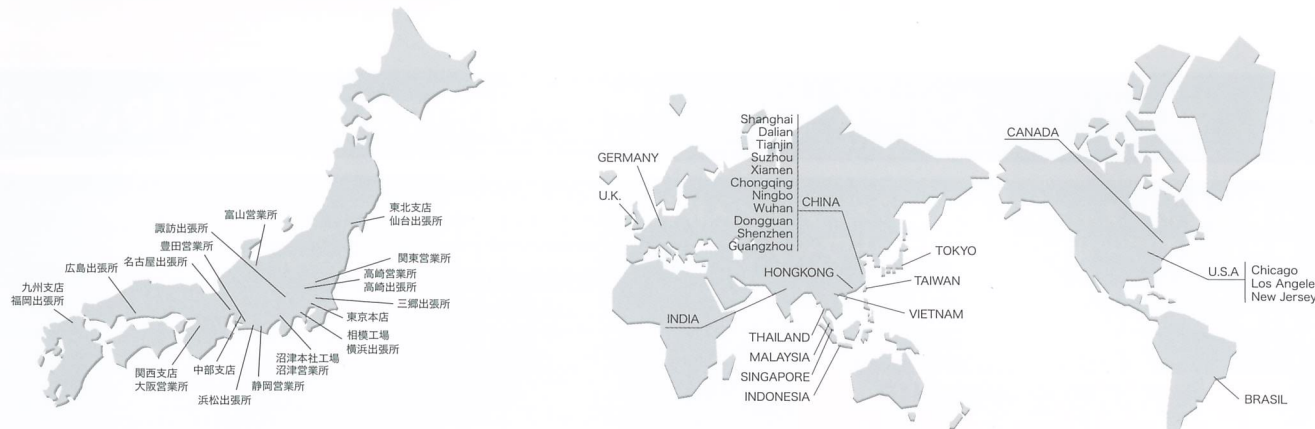 富山営業所
諏訪出張所
豊田営業所
名古屋出張所
広島出張所
九州支店
福岡出張所
東北支店
仙台出張所
関東営業所
高崎営業所
高崎出張所
三郷出張所
東京本店
相模工場
横浜出張所
沼津本社工場
沼津営業所
静岡営業所
浜松出張所
中部支店
関西支店
大阪営業所
GERMANY
U.K.
Shanghai
Dalian
Tianjin
Suzhou
Xiamen
Chongqing
Ningbo
Wuhan
Dongguan
Shenzhen
Guangzhou
CHINA
HONGKONG
INDIA
TOKYO
TAIWAN
VIETNAM
THAILAND
MALAYSIA
SINGAPORE
INDONESIA
CANADA
U.S.A
Chicago
Los Angele
New Jersey
BRASIL